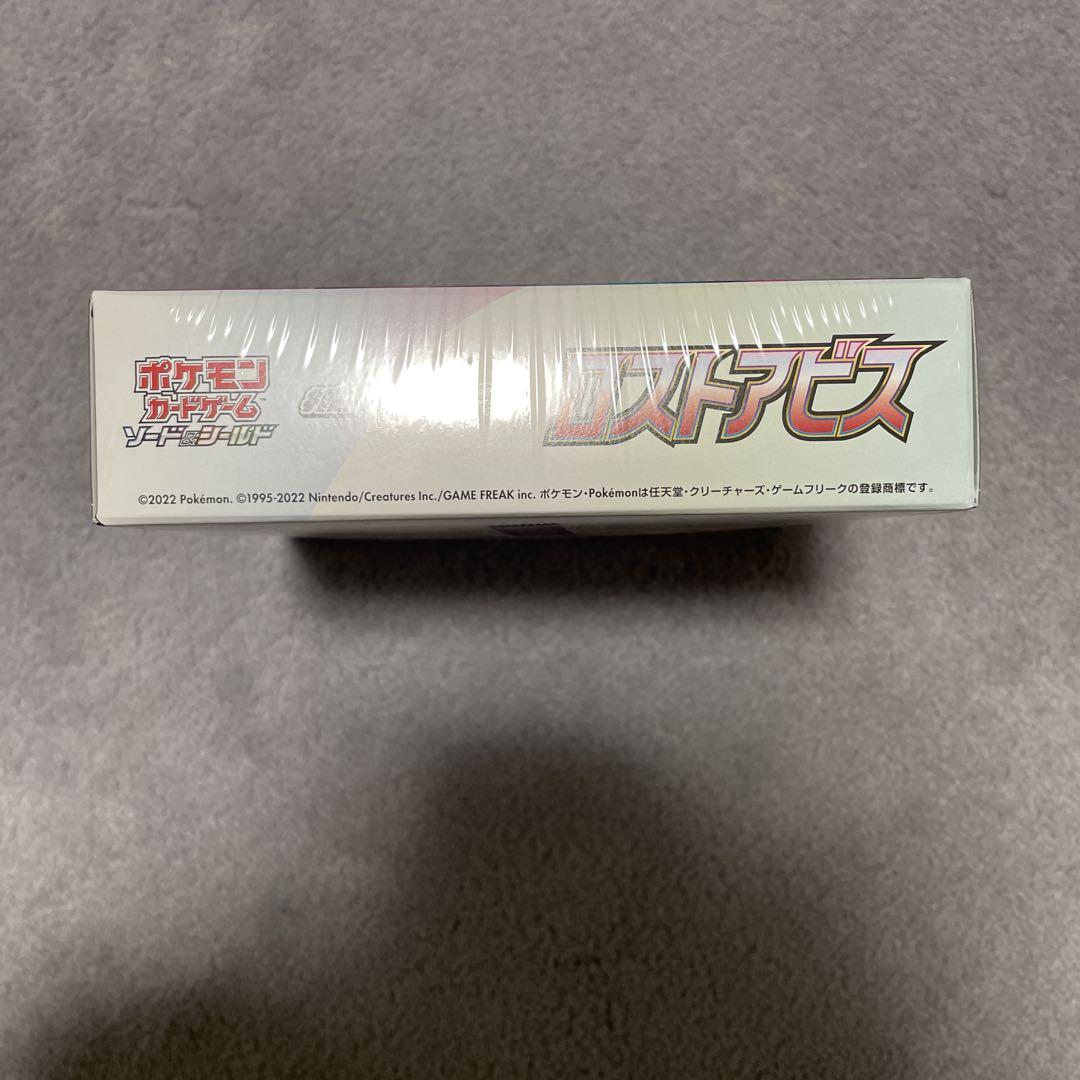 ポケモン
カードゲーム
ソード&シールド
ロストアビス
©2022 Pokémon. ©1995-2022 Nintendo/Creatures Inc./GAME FREAK inc. ポケモン・Pokémonは任天堂・クリーチャーズ・ゲームフリークの登録商標です。